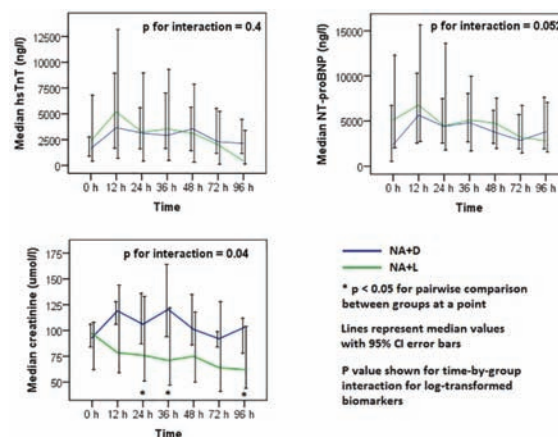 p for interaction = 0.4
Median hsTnT (ng/l)
12500
10000
7500
5000
2500
0
0 h 12 h 24 h 36 h 48 h 72 h 96 h
Time
p for interaction = 0.052
Median NT-proBNP (ng/l)
15000
10000
5000
0
0 h 12 h 24 h 36 h 48 h 72 h 96 h
Time
p for interaction = 0.04
Median creatinine (umol/l)
175
150
125
100
75
50
0 h 12 h 24 h 36 h 48 h 72 h 96 h
* * *
Time
NA+D
NA+L
* p < 0.05 for pairwise comparison
between groups at a point
Lines represent median values
with 95% CI error bars
P value shown for time-by-group
interaction for log-transformed
biomarkers